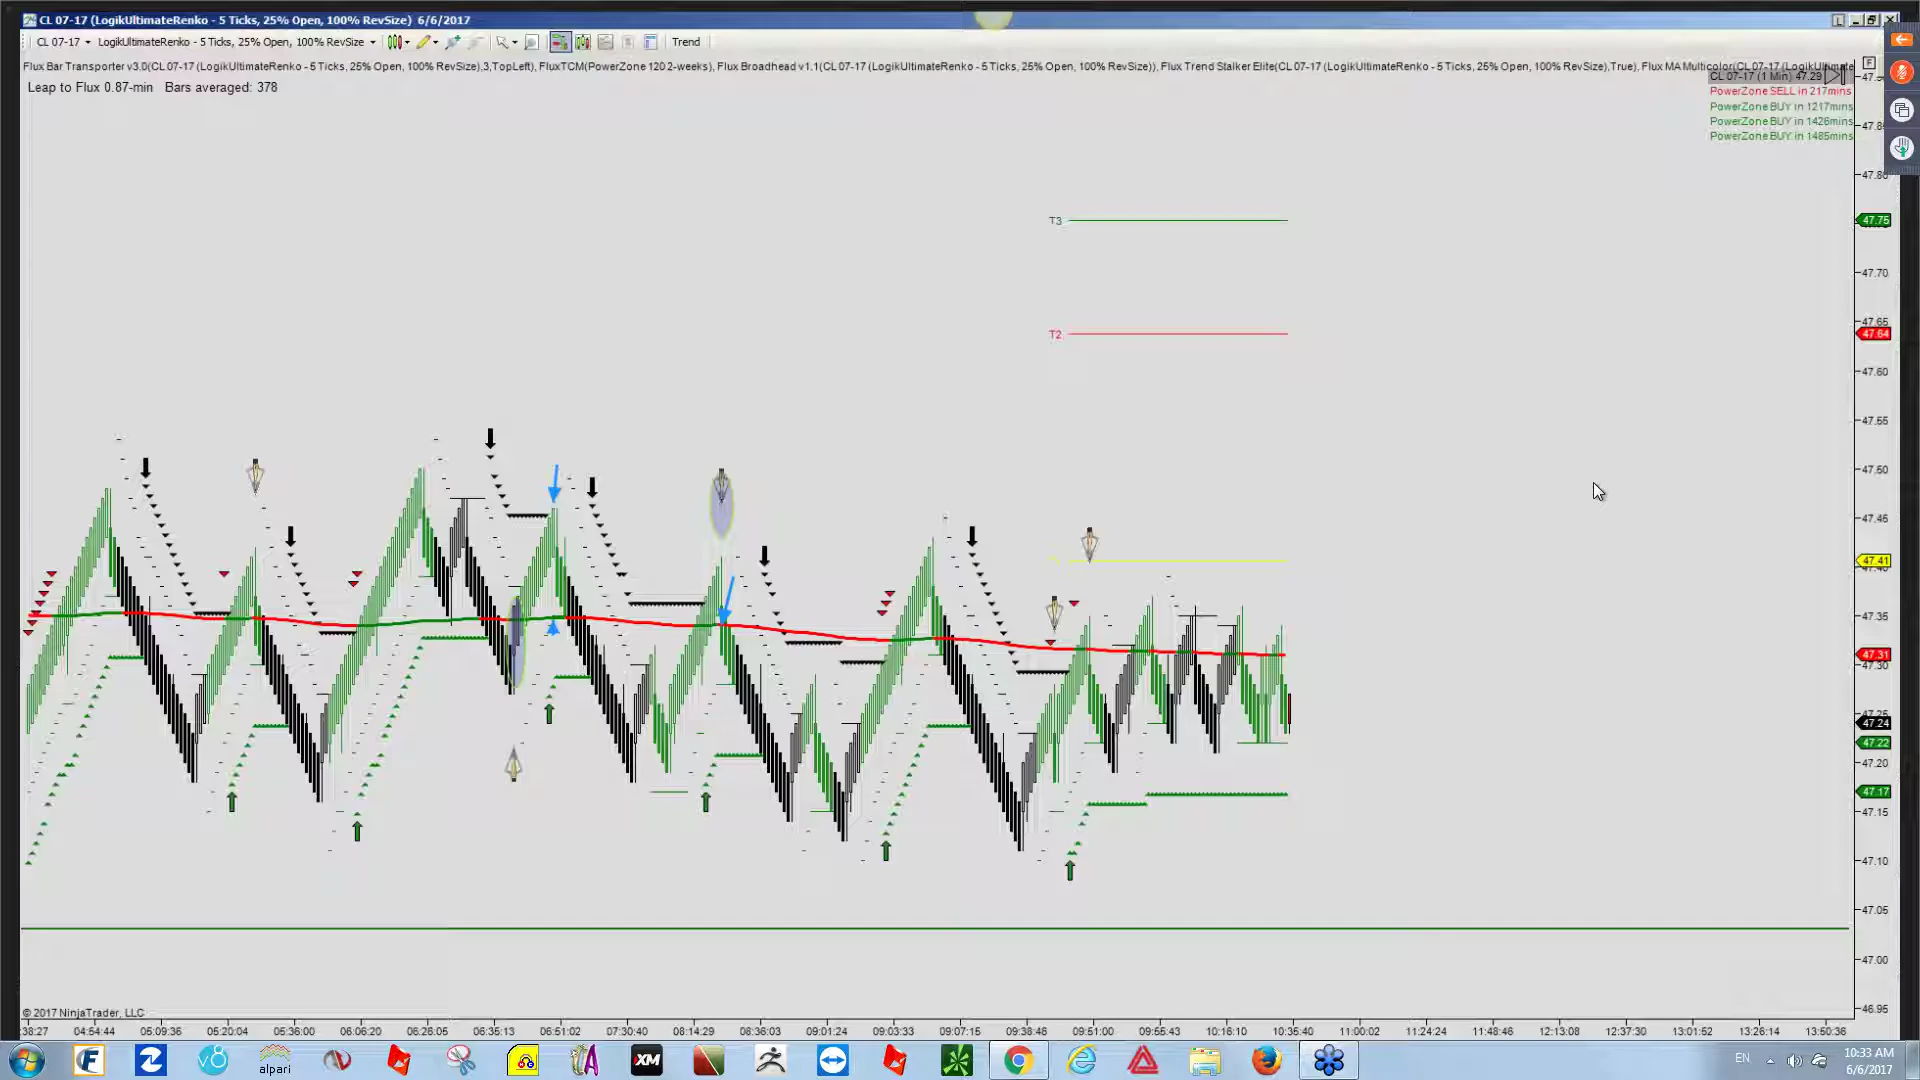 CL 07-17 (LogikUltimateRenko - 5 Ticks, 25% Open, 100% RevSize) 6/6/2017
CL 07-17 LogikUltimateRenko - 5 Ticks, 25% Open, 100% RevSize Trend
Flux Bar Transporter v3.0(CL 07-17 (LogikUltimateRenko - 5 Ticks, 25% Open, 100% RevSize),3,TopLeft), FluxTCM(PowerZone 120 2-weeks), Flux Broadhead v1.1(CL 07-17 (LogikUltimateRenko - 5 Ticks, 25% Open, 100% RevSize)), Flux Trend Stalker Elite(CL 07-17 (LogikUltimateRenko - 5 Ticks, 25% Open, 100% RevSize),True), Flux MA Multicolor(CL 07-17 (LogikUltimate
F
CL 07-17 (1 Min) 47.29
Leap to Flux 0.87-min Bars averaged: 378
PowerZone SELL in 217mins
PowerZone BUY in 1217mins
PowerZone BUY in 1426mins
PowerZone BUY in 1485mins
47.80
T3
47.75
47.70
47.65
T2
47.64
47.60
47.55
47.50
47.45
47.41
47.35
47.31
47.30
47.24
47.22
47.20
47.17
47.15
47.10
47.05
47.00
46.95
© 2017 NinjaTrader, LLC
:38:27 04:54:44 05:09:36 05:20:04 05:36:00 06:06:20 06:26:05 06:35:13 06:51:02 07:30:40 08:14:29 08:36:03 09:01:24 09:03:33 09:07:15 09:38:46 09:51:00 09:55:43 10:16:10 10:35:40 11:00:02 11:24:24 11:48:46 12:13:08 12:37:30 13:01:52 13:26:14 13:50:36
alpari
XM
EN
10:33 AM
6/6/2017